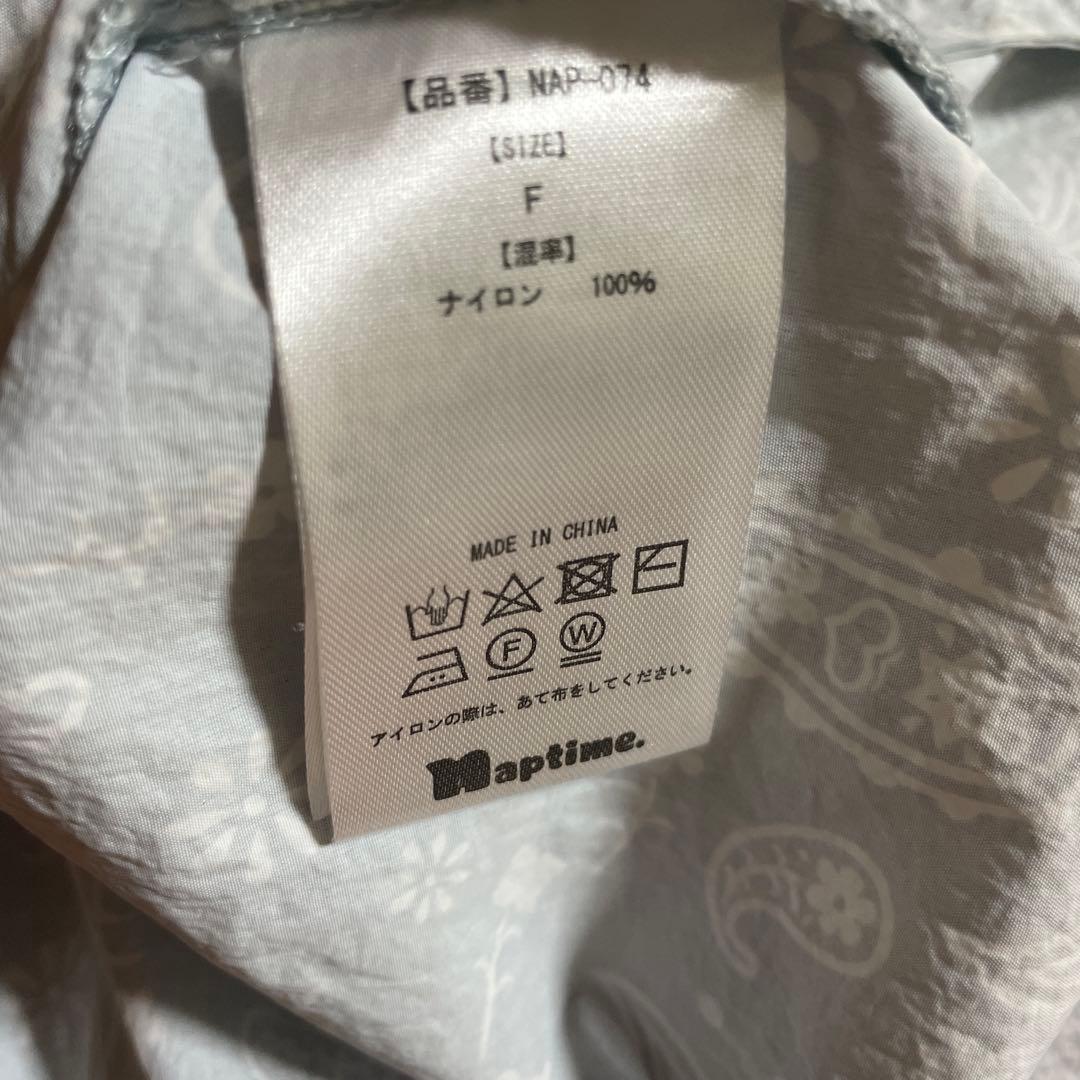 【品番】NAP-074
【SIZE】
F
【混率】
ナイロン 100%
MADE IN CHINA
F W
アイロンの際は、あて布をしてください。
Naptime.